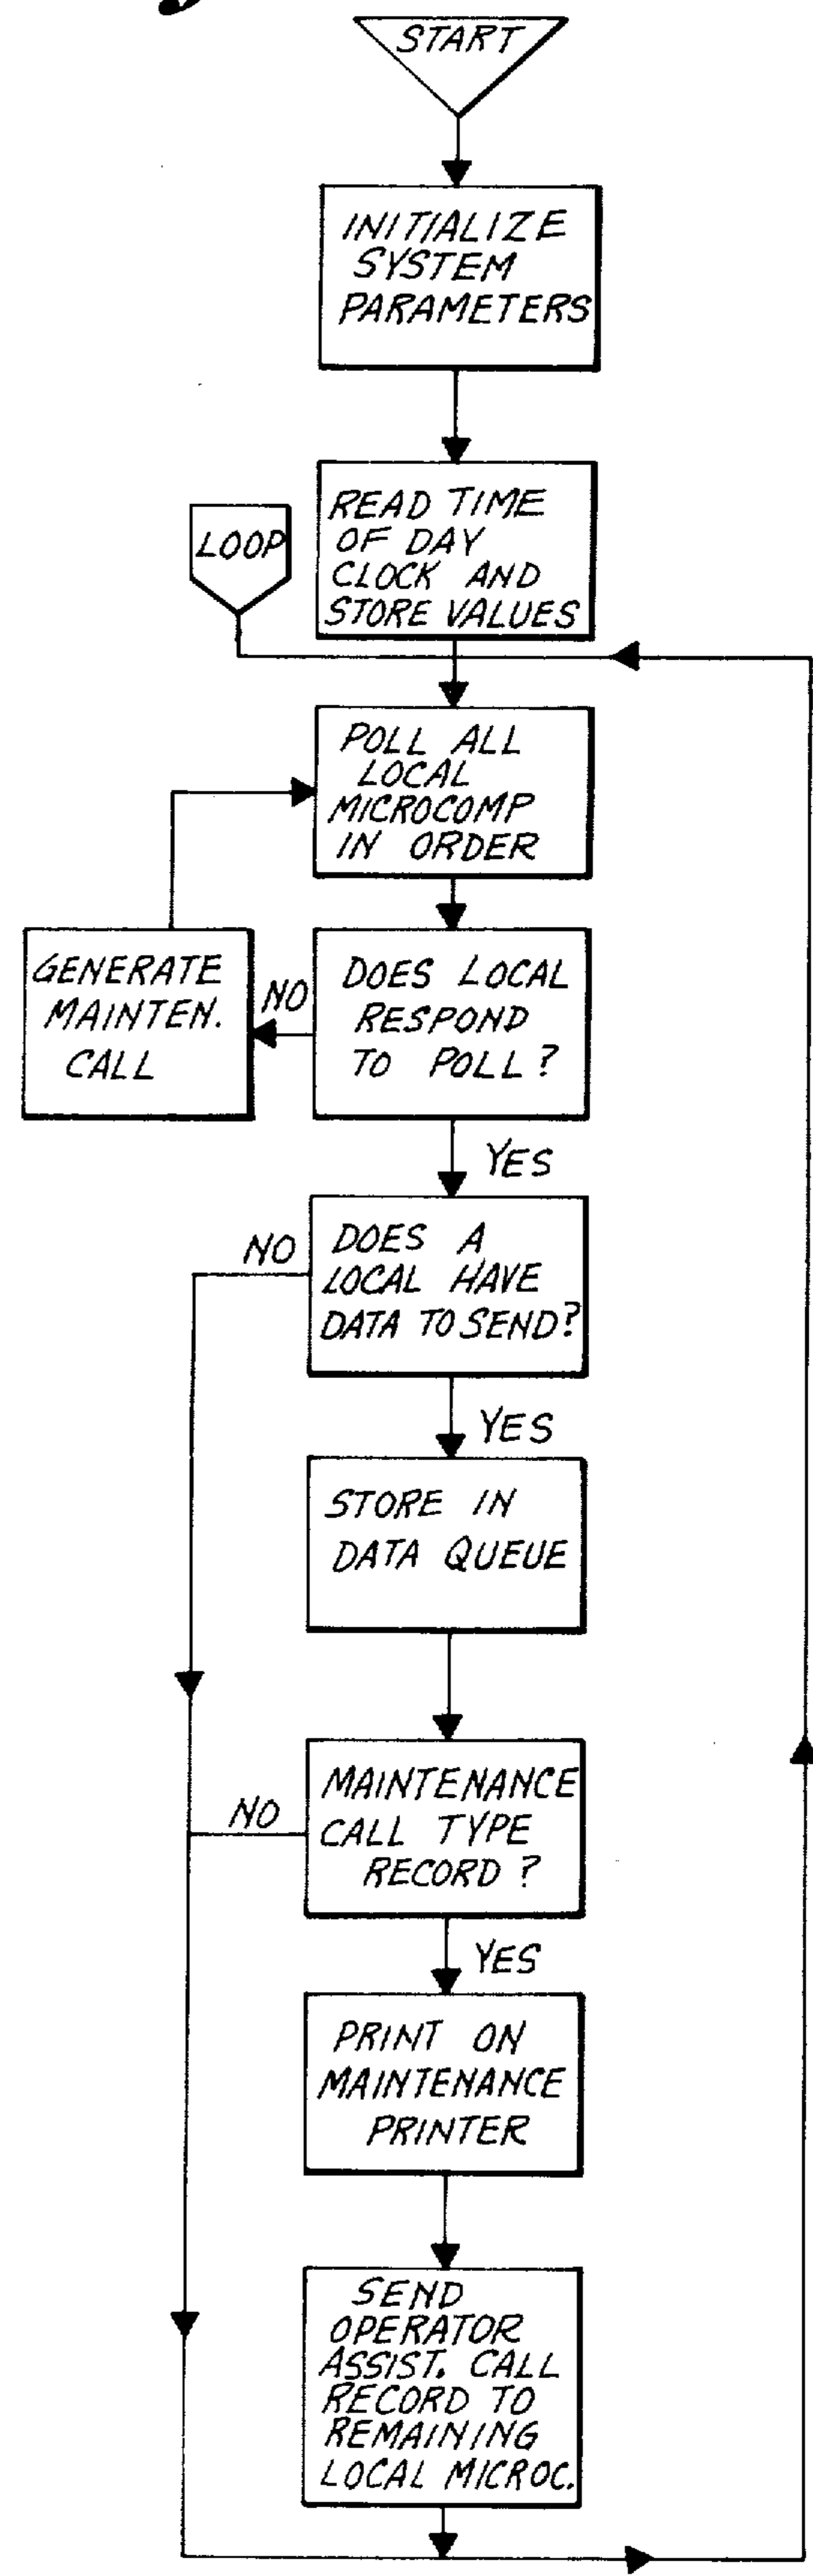 START
INITIALIZE
SYSTEM
PARAMETERS
READ TIME
OF DAY
CLOCK AND
STORE VALUES
LOOP
POLL ALL
LOCAL
MICROCOMP
IN ORDER
GENERATE
MAINTEN.
CALL
NO
DOES LOCAL
RESPOND
TO POLL?
YES
NO
DOES A
LOCAL HAVE
DATA TO SEND?
YES
STORE IN
DATA QUEUE
NO
MAINTENANCE
CALL TYPE
RECORD?
YES
PRINT ON
MAINTENANCE
PRINTER
SEND
OPERATOR
ASSIST. CALL
RECORD TO
REMAINING
LOCAL MICROC.